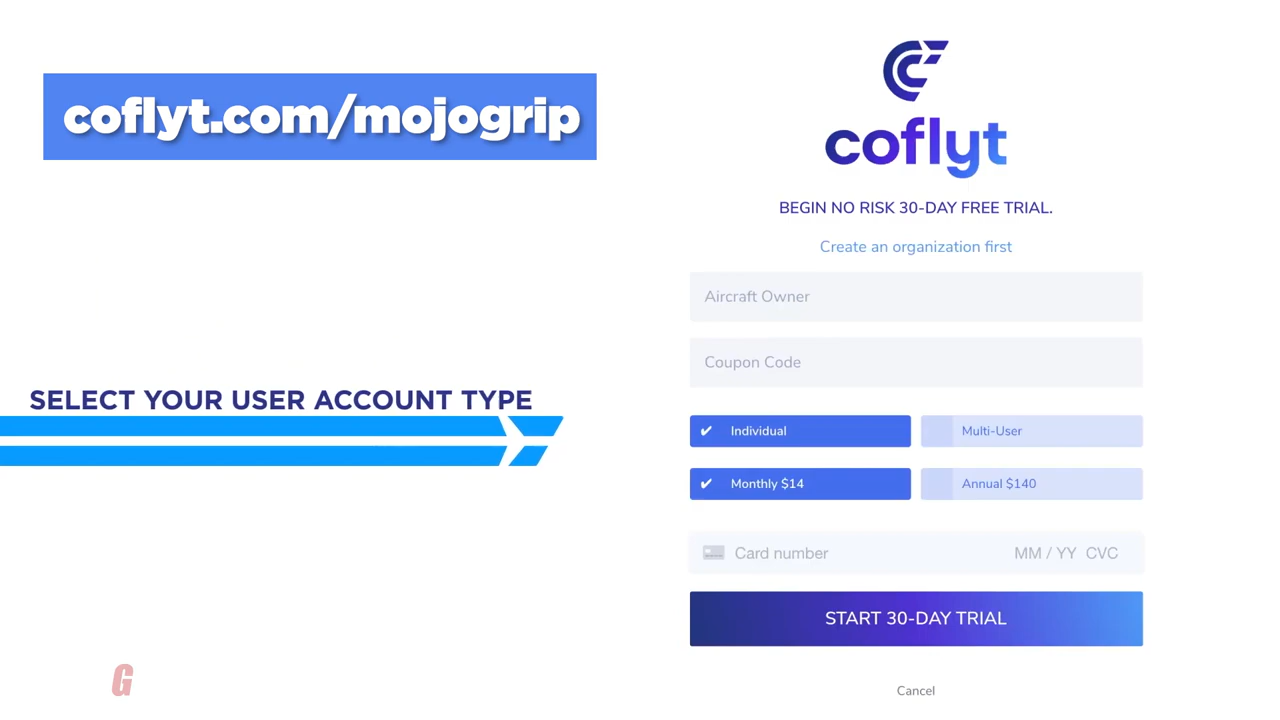 coflyt.com/mojogrip
SELECT YOUR USER ACCOUNT TYPE
G
coflyt
BEGIN NO RISK 30-DAY FREE TRIAL.
Create an organization first
Aircraft Owner
Coupon Code
✔ Individual
Multi-User
✔ Monthly $14
Annual $140
Card number MM / YY CVC
START 30-DAY TRIAL
Cancel